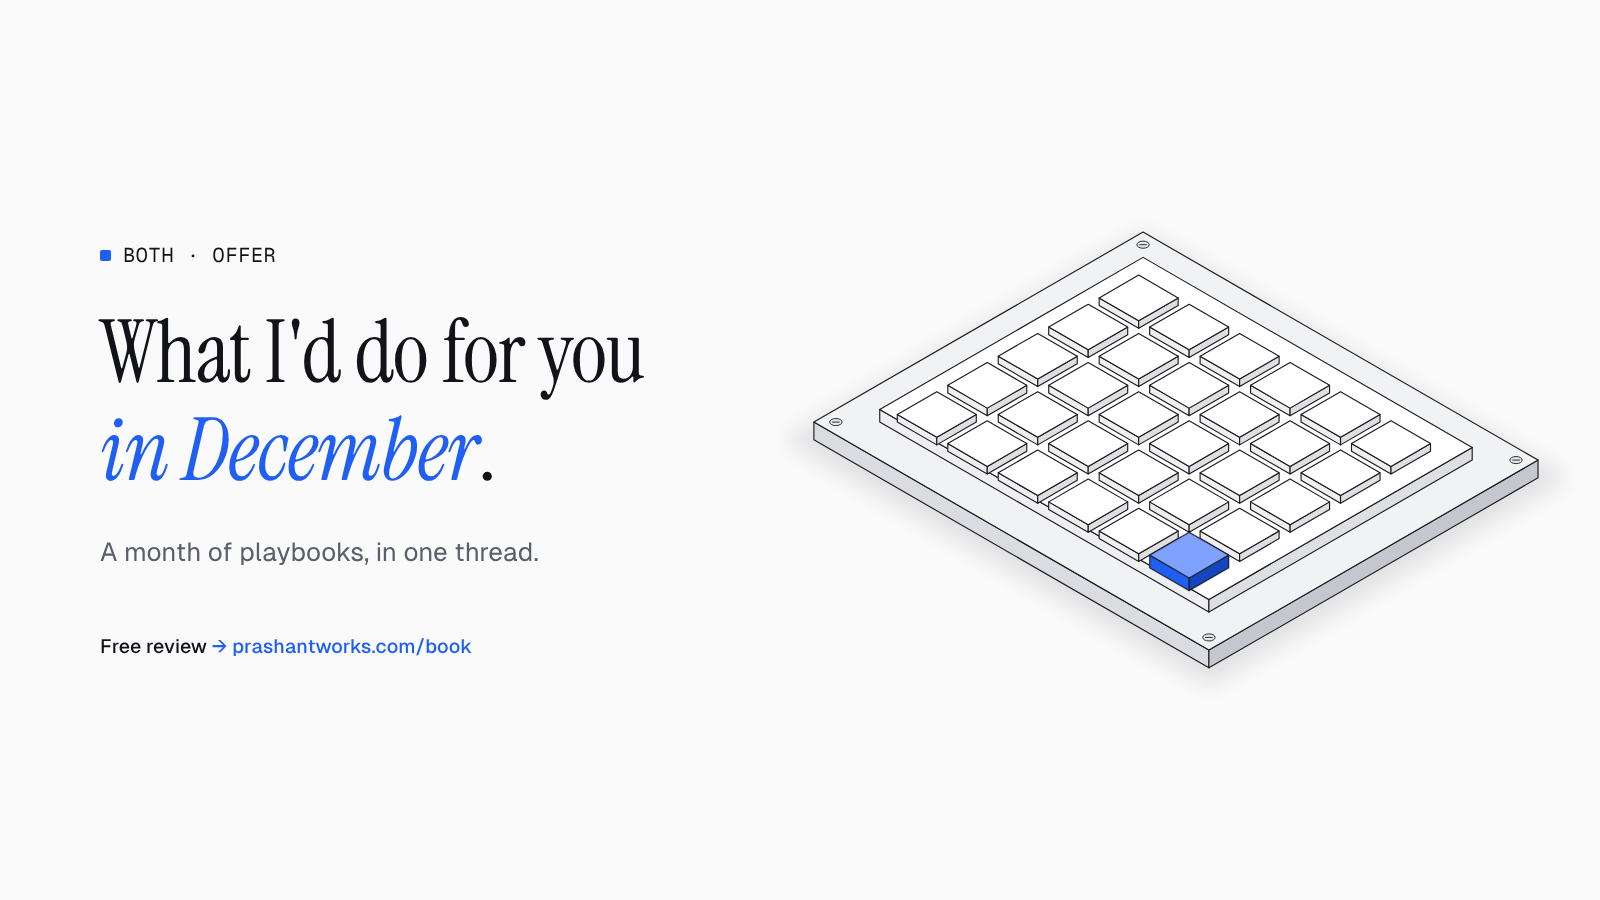 BOTH · OFFER
What I'd do for you
in December.
A month of playbooks, in one thread.
Free review → prashantworks.com/book